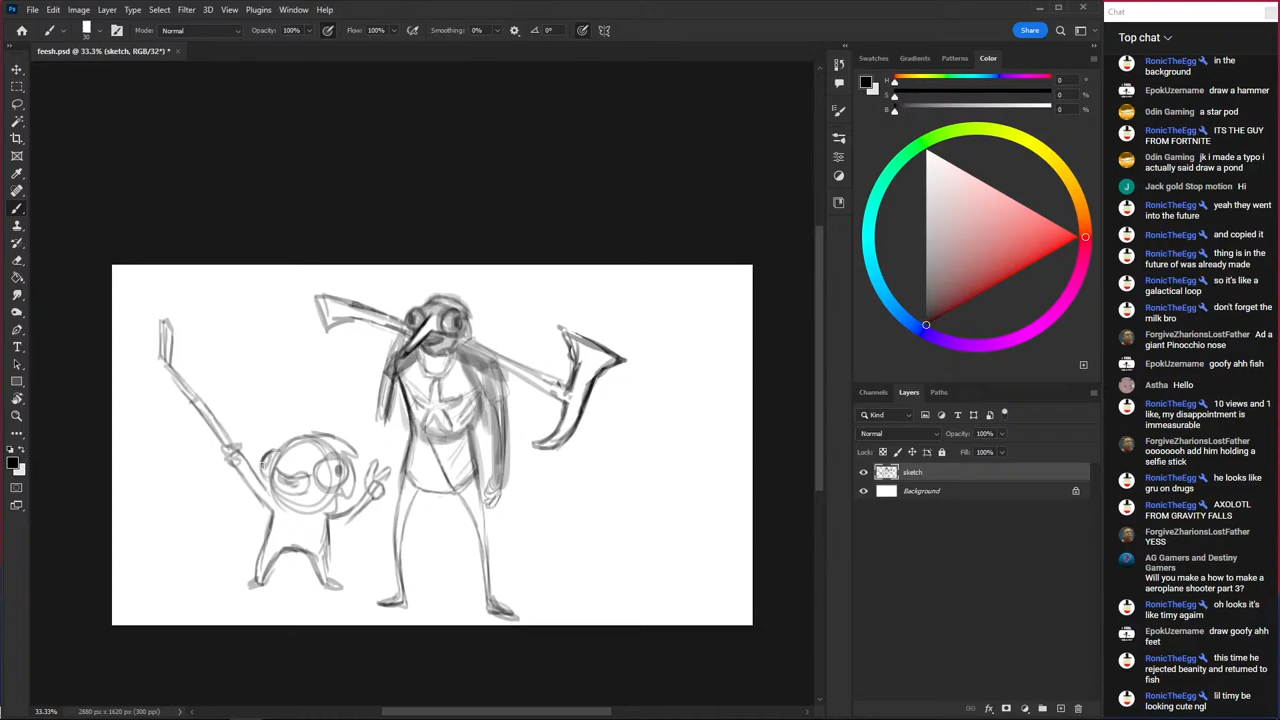 File Edit Image Layer Type Select Filter 3D View Plugins Window Help
30 Mode: Normal Opacity: 100% Flow: 100% Smoothing: 0% 0° Share
feesh.psd @ 33.3% (sketch, RGB/32*) *
Swatches Gradients Patterns Color
H 0 °
S 0 %
B 0 %
Channels Layers Paths
Kind
Normal Opacity: 100%
Lock: Fill: 100%
sketch
Background
33.33% 2880 px x 1620 px (300 ppi)
Chat
Top chat
RonicTheEgg in the
background
EpokUzername draw a hammer
0din Gaming a star pod
RonicTheEgg ITS THE GUY
FROM FORTNITE
0din Gaming jk i made a typo i
actually said draw a pond
J Jack gold Stop motion Hi
RonicTheEgg yeah they went
into the future
RonicTheEgg and copied it
RonicTheEgg thing is in the
future of was already made
RonicTheEgg so it's like a
galactical loop
RonicTheEgg don't forget the
milk bro
ForgiveZharionsLostFather Ad a
giant Pinocchio nose
EpokUzername goofy ahh fish
Astha Hello
RonicTheEgg 10 views and 1
like, my disappointment is
immeasurable
ForgiveZharionsLostFather
oooooooh add him holding a
selfie stick
RonicTheEgg he looks like
gru on drugs
RonicTheEgg AXOLOTL
FROM GRAVITY FALLS
ForgiveZharionsLostFather
YESS
AG Gamers and Destiny
Gamers
Will you make a how to make a
aeroplane shooter part 3?
RonicTheEgg oh looks it's
like timy agaim
EpokUzername draw goofy ahh
feet
RonicTheEgg this time he
rejected beanity and returned to
fish
RonicTheEgg lil timy be
looking cute ngl